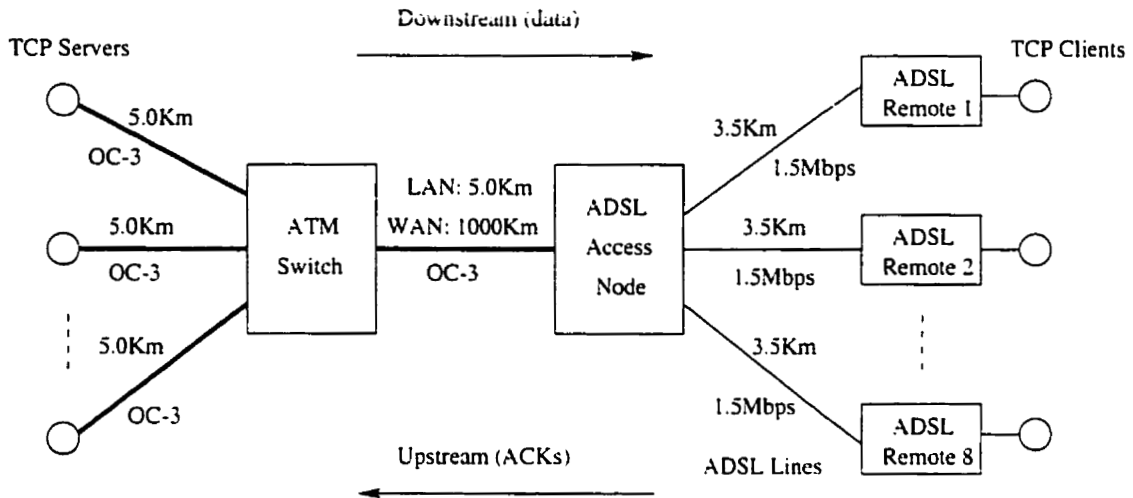 Downstream (data)
TCP Servers
TCP Clients
ADSL
Remote 1
5.0Km
OC-3
3.5Km
1.5Mbps
LAN: 5.0Km
WAN: 1000Km
OC-3
ATM
Switch
ADSL
Access
Node
5.0Km
OC-3
3.5Km
1.5Mbps
ADSL
Remote 2
5.0Km
OC-3
3.5Km
1.5Mbps
ADSL
Remote 8
Upstream (ACKs)
ADSL Lines